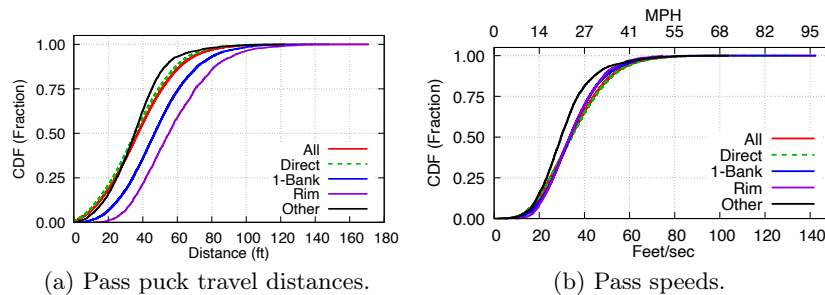 CDF (Fraction)
1.00
0.75
0.50
0.25
0.00
All
Direct
1-Bank
Rim
Other
0 20 40 60 80 100 120 140 160 180
Distance (ft)
(a) Pass puck travel distances.
MPH
0 14 27 41 55 68 82 95
CDF (Fraction)
1.00
0.75
0.50
0.25
0.00
All
Direct
1-Bank
Rim
Other
0 20 40 60 80 100 120 140
Feet/sec
(b) Pass speeds.